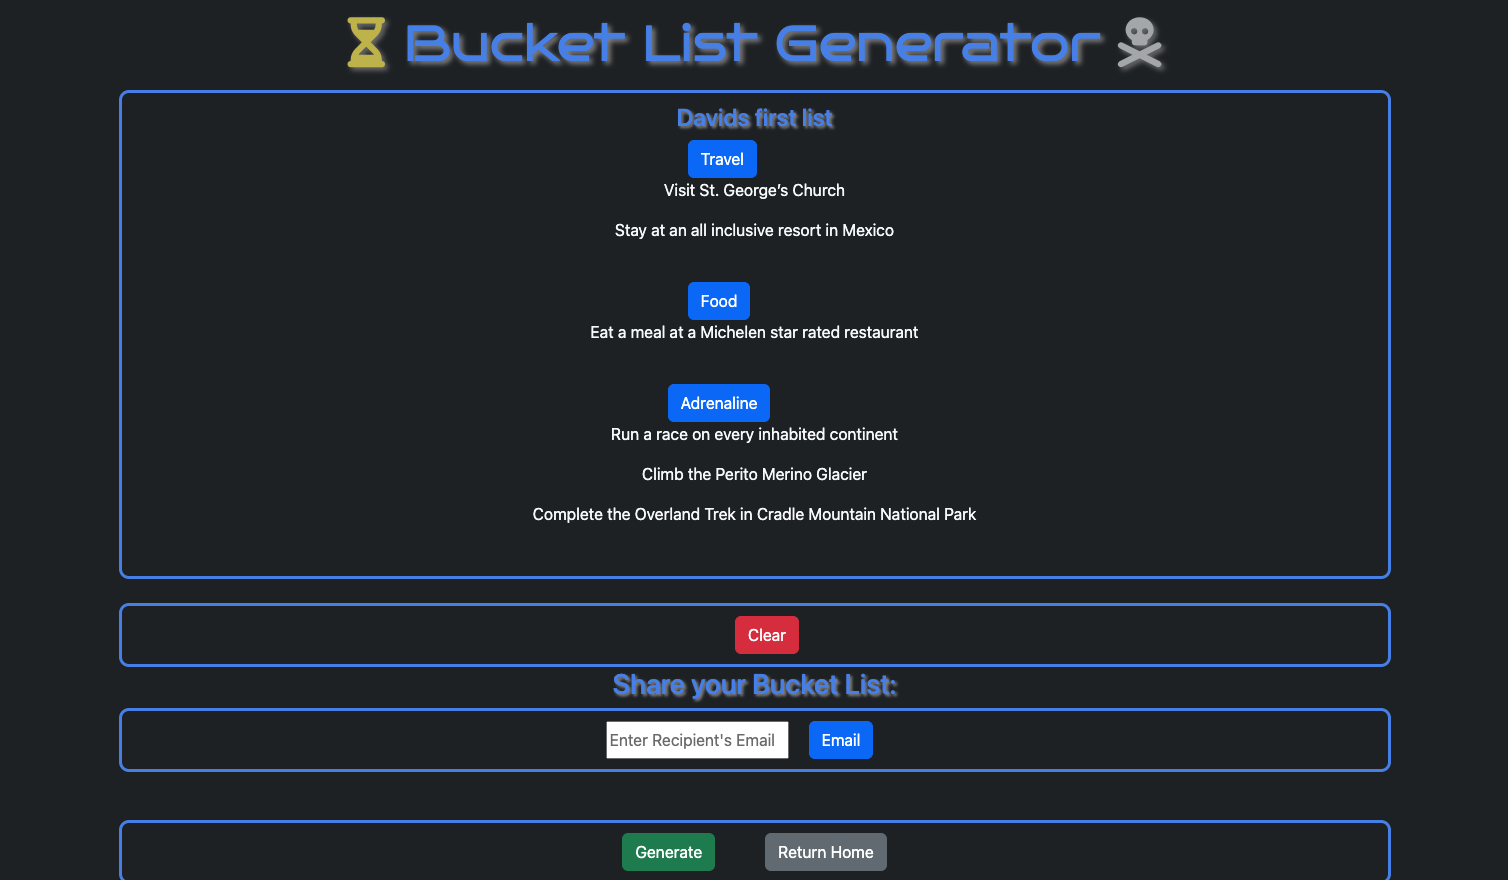 Bucket List Generator
Davids first list
Travel
Visit St. George’s Church
Stay at an all inclusive resort in Mexico
Food
Eat a meal at a Michelen star rated restaurant
Adrenaline
Run a race on every inhabited continent
Climb the Perito Merino Glacier
Complete the Overland Trek in Cradle Mountain National Park
Clear
Share your Bucket List:
Enter Recipient's Email Email
Generate Return Home